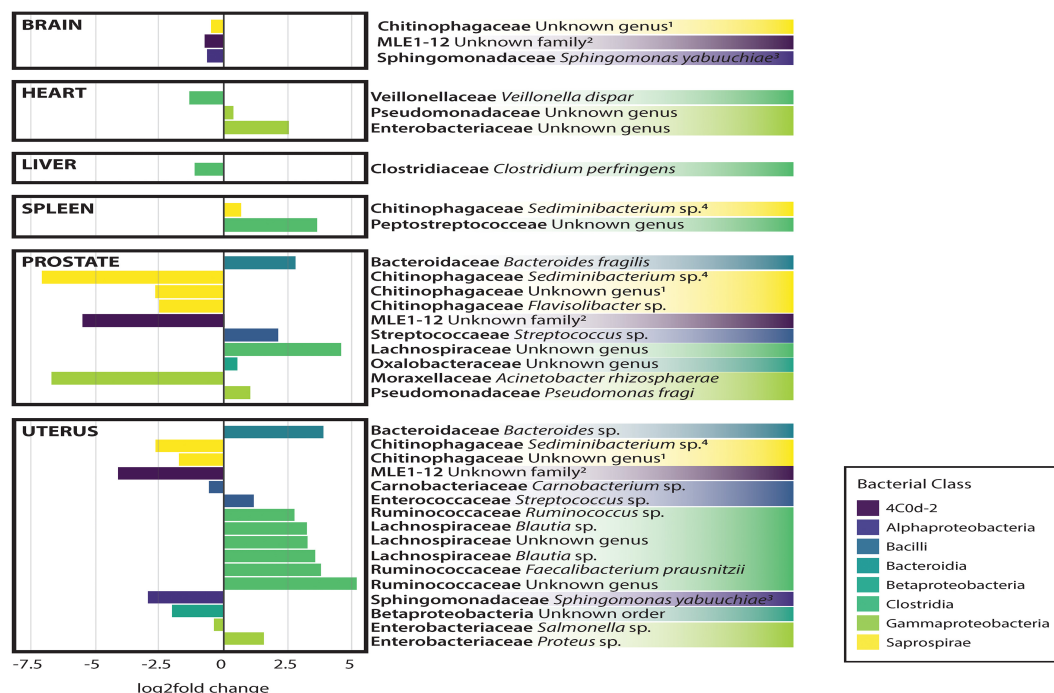 BRAIN
Chitinophagaceae Unknown genus¹
MLE1-12 Unknown family²
Sphingomonadaceae Sphingomonas yabuuchiae³
HEART
Veillonellaceae Veillonella dispar
Pseudomonadaceae Unknown genus
Enterobacteriaceae Unknown genus
LIVER
Clostridiaceae Clostridium perfringens
SPLEEN
Chitinophagaceae Sediminibacterium sp.⁴
Peptostreptococceae Unknown genus
PROSTATE
Bacteroidaceae Bacteroides fragilis
Chitinophagaceae Sediminibacterium sp.⁴
Chitinophagaceae Unknown genus¹
Chitinophagaceae Flavisolibacter sp.
MLE1-12 Unknown family²
Streptococcaceae Streptococcus sp.
Lachnospiraceae Unknown genus
Oxalobacteraceae Unknown genus
Moraxellaceae Acinetobacter rhizosphaerae
Pseudomonadaceae Pseudomonas fragi
UTERUS
Bacteroidaceae Bacteroides sp.
Chitinophagaceae Sediminibacterium sp.⁴
Chitinophagaceae Unknown genus¹
MLE1-12 Unknown family²
Carnobacteriaceae Carnobacterium sp.
Enterococcaceae Streptococcus sp.
Ruminococcaceae Ruminococcus sp.
Lachnospiraceae Blautia sp.
Lachnospiraceae Unknown genus
Lachnospiraceae Blautia sp.
Ruminococcaceae Faecalibacterium prausnitzii
Ruminococcaceae Unknown genus
Sphingomonadaceae Sphingomonas yabuuchiae³
Betaproteobacteria Unknown order
Enterobacteriaceae Salmonella sp.
Enterobacteriaceae Proteus sp.
-7.5 -5 -2.5 0 2.5 5
log2fold change
Bacterial Class
4C0d-2
Alphaproteobacteria
Bacilli
Bacteroidia
Betaproteobacteria
Clostridia
Gammaproteobacteria
Saprospirae